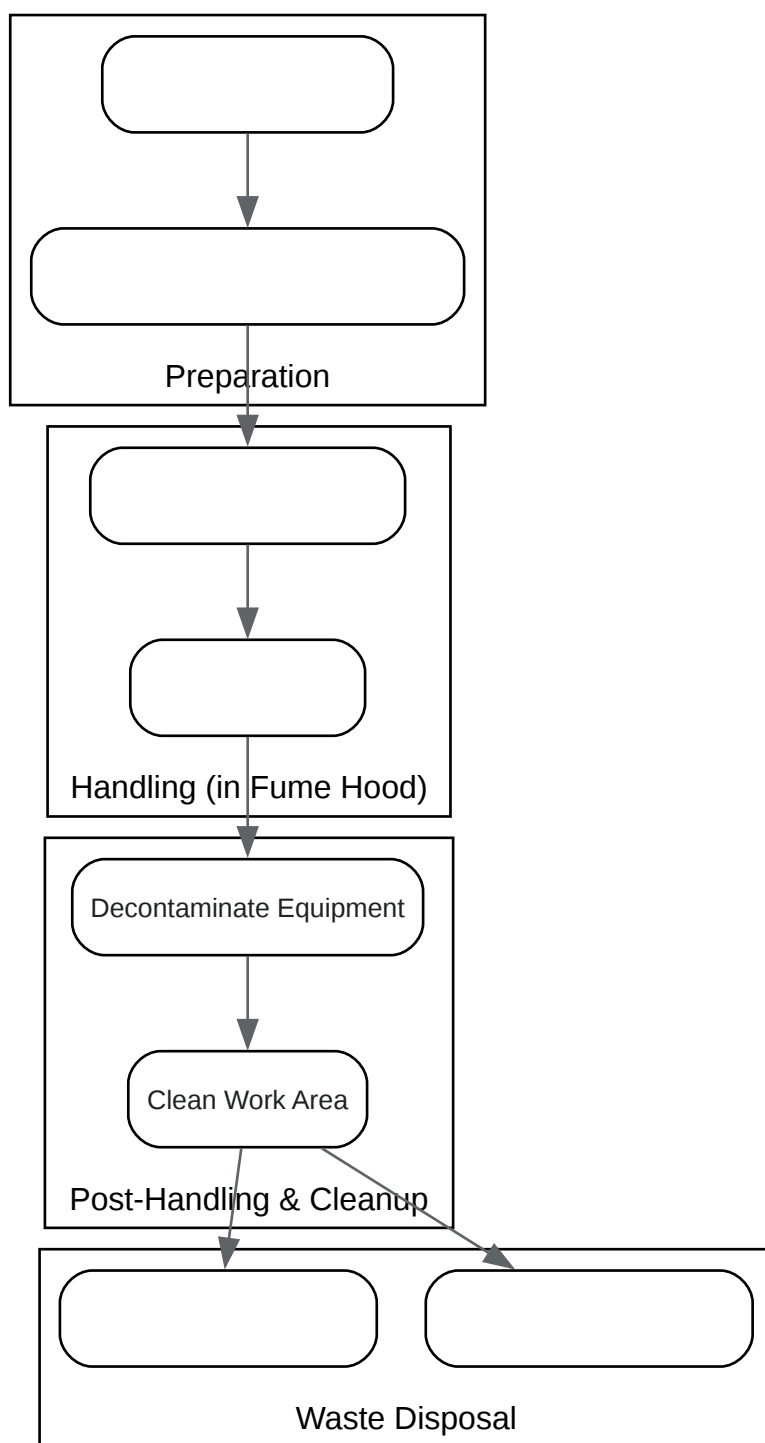 Preparation
Handling (in Fume Hood)
Decontaminate Equipment
Clean Work Area
Post-Handling & Cleanup
Waste Disposal